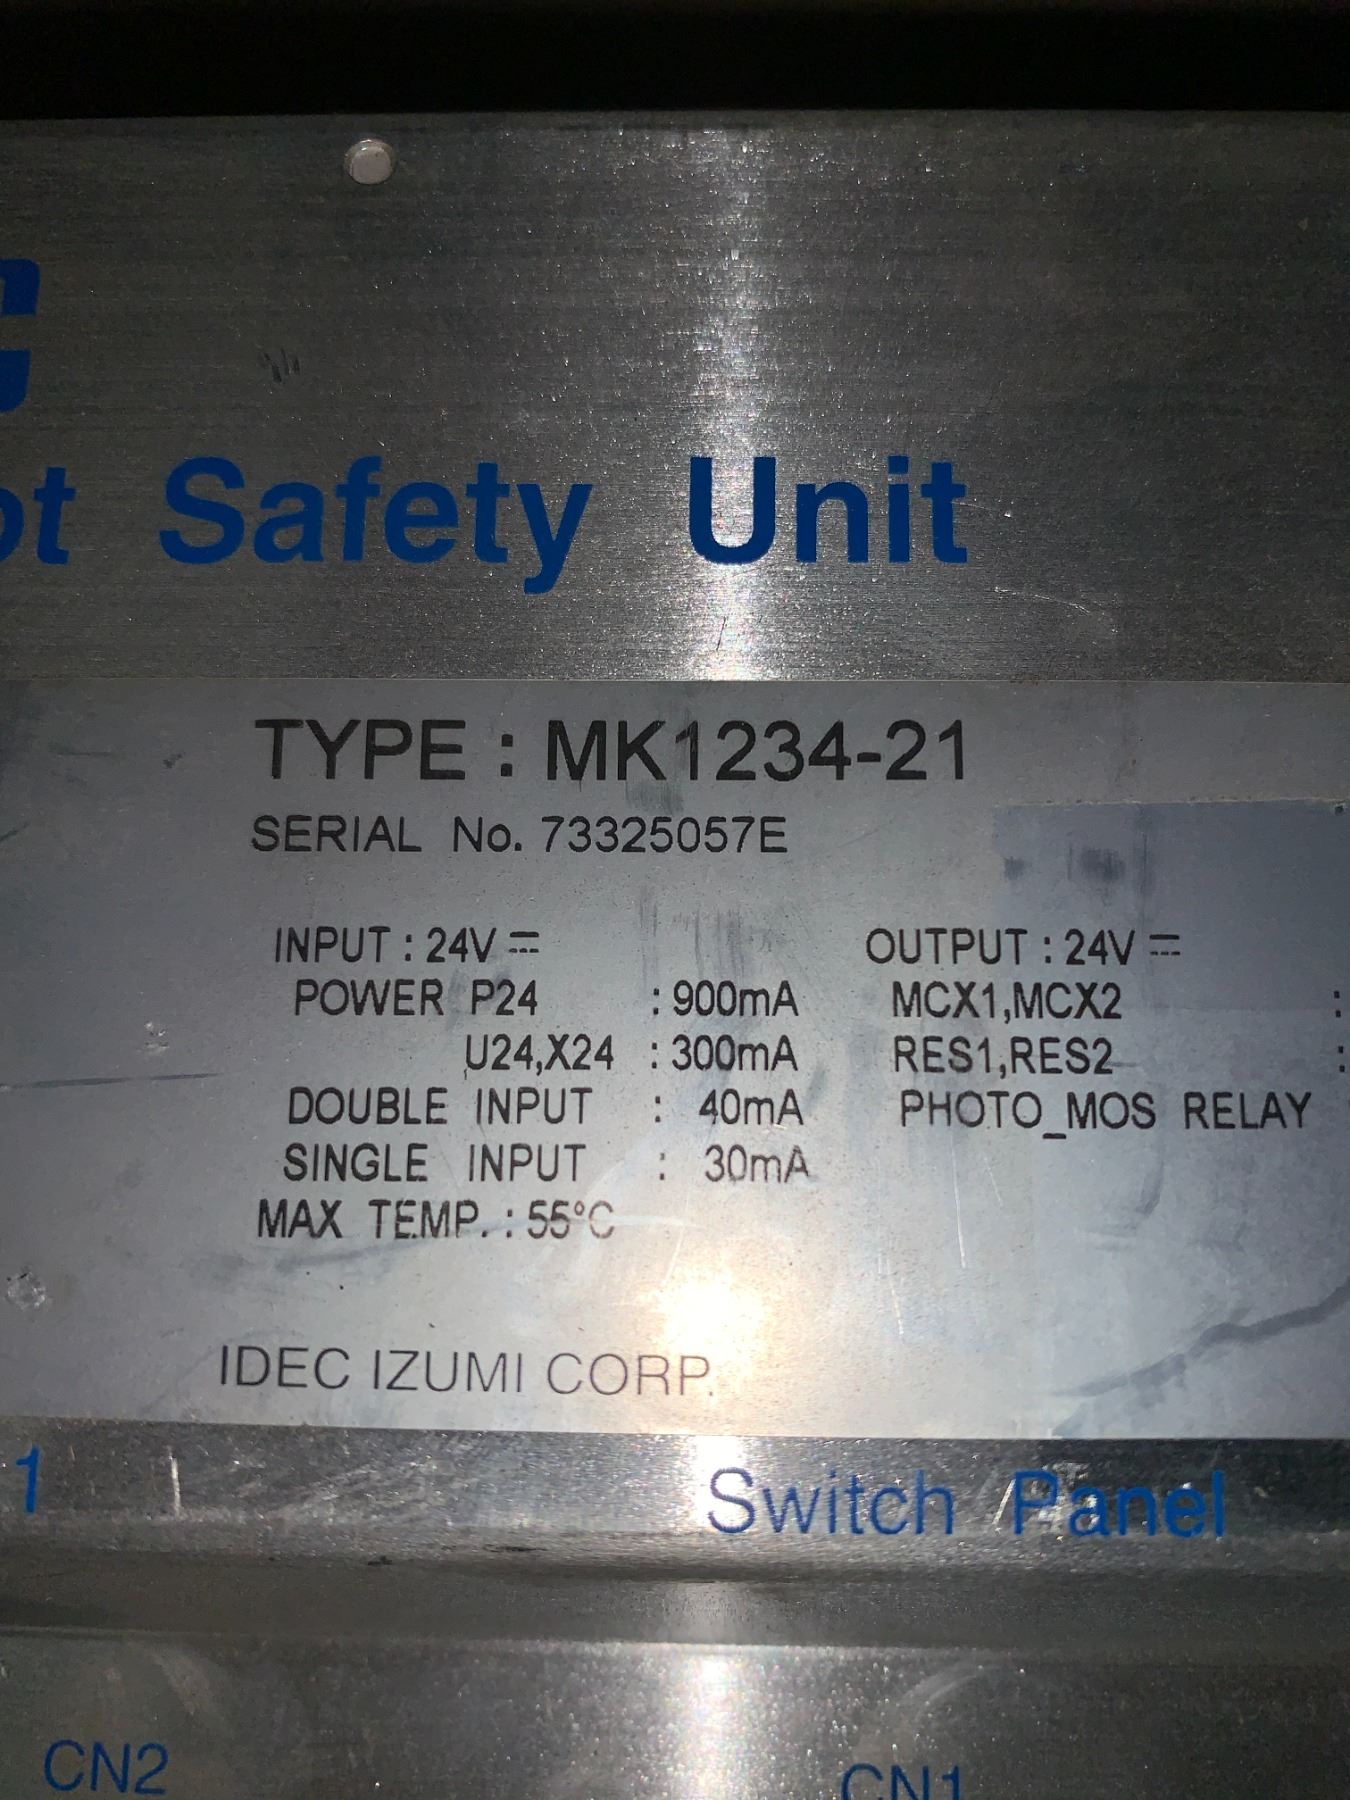 C
ot Safety Unit
TYPE : MK1234-21
SERIAL No. 73325057E
INPUT : 24V ⎓ OUTPUT : 24V ⎓
POWER P24 : 900mA MCX1,MCX2 :
U24,X24 : 300mA RES1,RES2 :
DOUBLE INPUT : 40mA PHOTO_MOS RELAY
SINGLE INPUT : 30mA
MAX TEMP. : 55°C
IDEC IZUMI CORP.
1 Switch / Panel
CN2 CN1